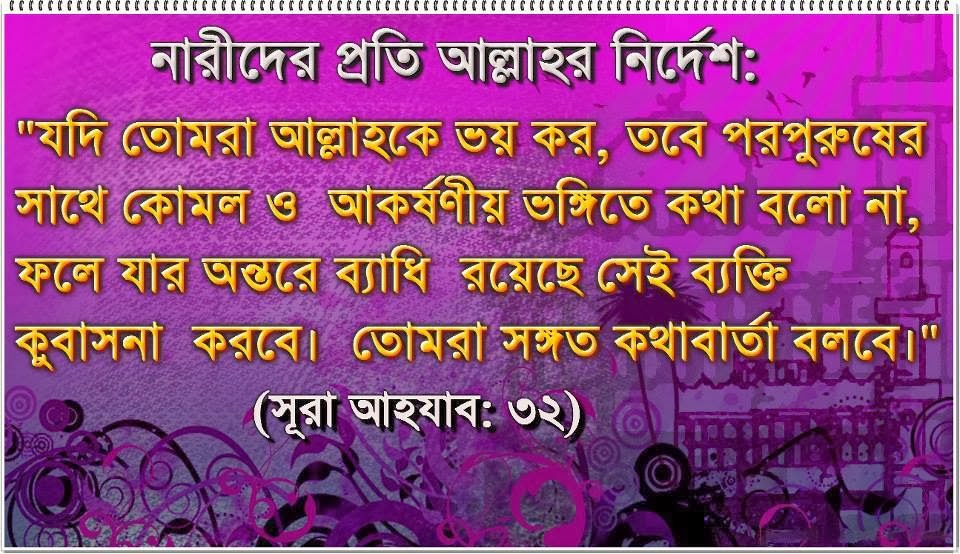 নারীদের প্রতি আল্লাহর নির্দেশ:
"যদি তোমরা আল্লাহকে ভয় কর, তবে পরপুরুষের
সাথে কোমল ও আকর্ষণীয় ভঙ্গিতে কথা বলো না,
ফলে যার অন্তরে ব্যাধি রয়েছে সেই ব্যক্তি
কুবাসনা করবে। তোমরা সঙ্গত কথাবার্তা বলবে।"
(সূরা আহযাব: ৩২)